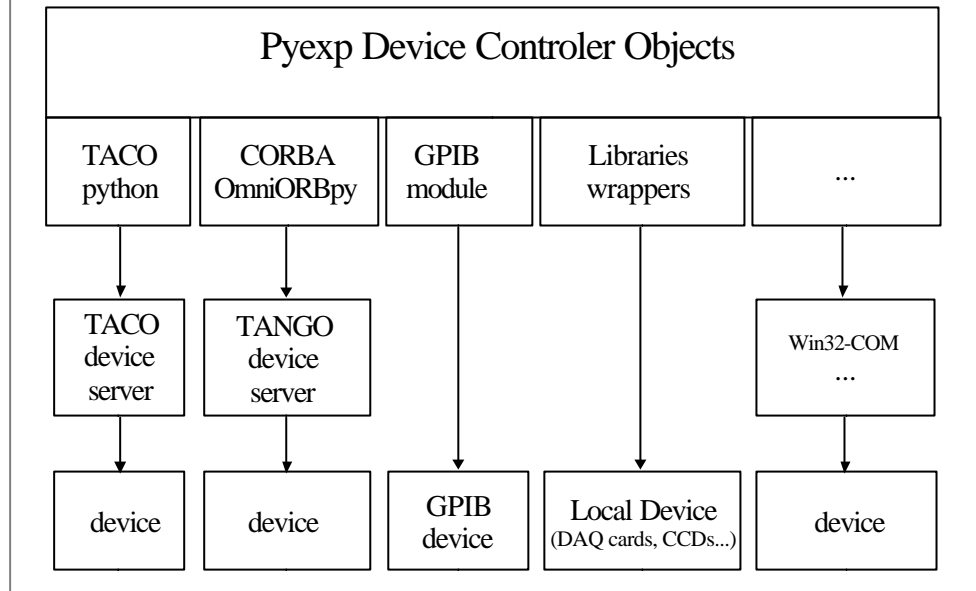 Pyexp Device Controler Objects
TACO
python
CORBA
OmniORBpy
GPIB
module
Libraries
wrappers
...
TACO
device
server
TANGO
device
server
Win32-COM
...
device
device
GPIB
device
Local Device
(DAQ cards, CCDs...)
device